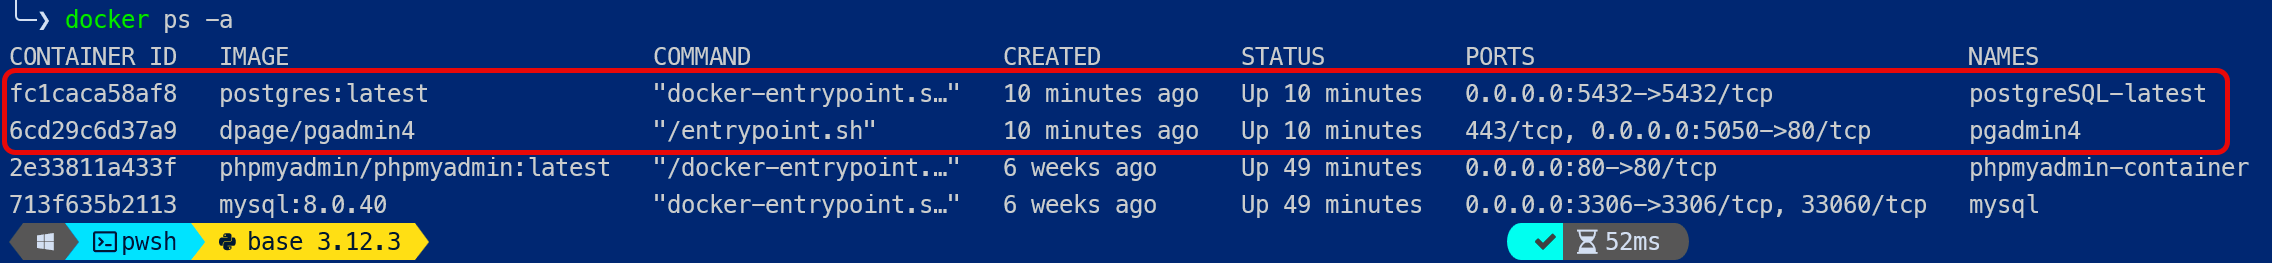 ❯ docker ps -a
CONTAINER ID   IMAGE                          COMMAND                  CREATED          STATUS          PORTS                               NAMES
fc1caca58af8   postgres:latest                "docker-entrypoint.s…"   10 minutes ago   Up 10 minutes   0.0.0.0:5432->5432/tcp              postgreSQL-latest
6cd29c6d37a9   dpage/pgadmin4                 "/entrypoint.sh"         10 minutes ago   Up 10 minutes   443/tcp, 0.0.0.0:5050->80/tcp       pgadmin4
2e33811a433f   phpmyadmin/phpmyadmin:latest   "/docker-entrypoint.…"   6 weeks ago      Up 49 minutes   0.0.0.0:80->80/tcp                  phpmyadmin-container
713f635b2113   mysql:8.0.40                   "docker-entrypoint.s…"   6 weeks ago      Up 49 minutes   0.0.0.0:3306->3306/tcp, 33060/tcp   mysql
pwsh base 3.12.3 ✔ 52ms